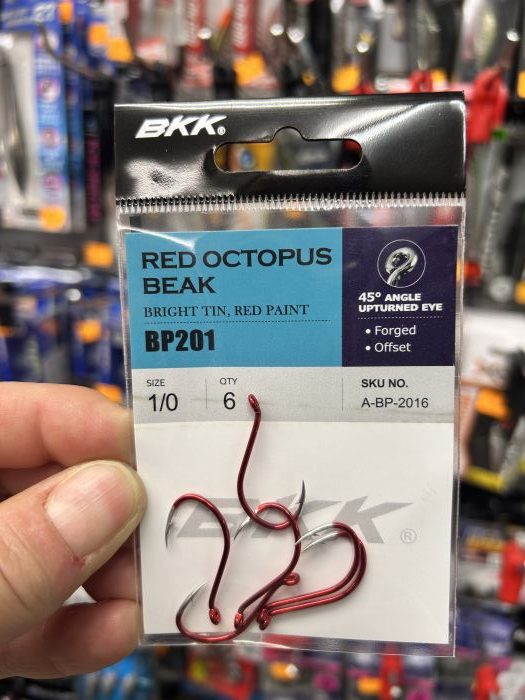 BKK®
RED OCTOPUS
BEAK
BRIGHT TIN, RED PAINT
BP201
45° ANGLE
UPTURNED EYE
• Forged
• Offset
SIZE
1/0
QTY
6
SKU NO.
A-BP-2016
BKK®